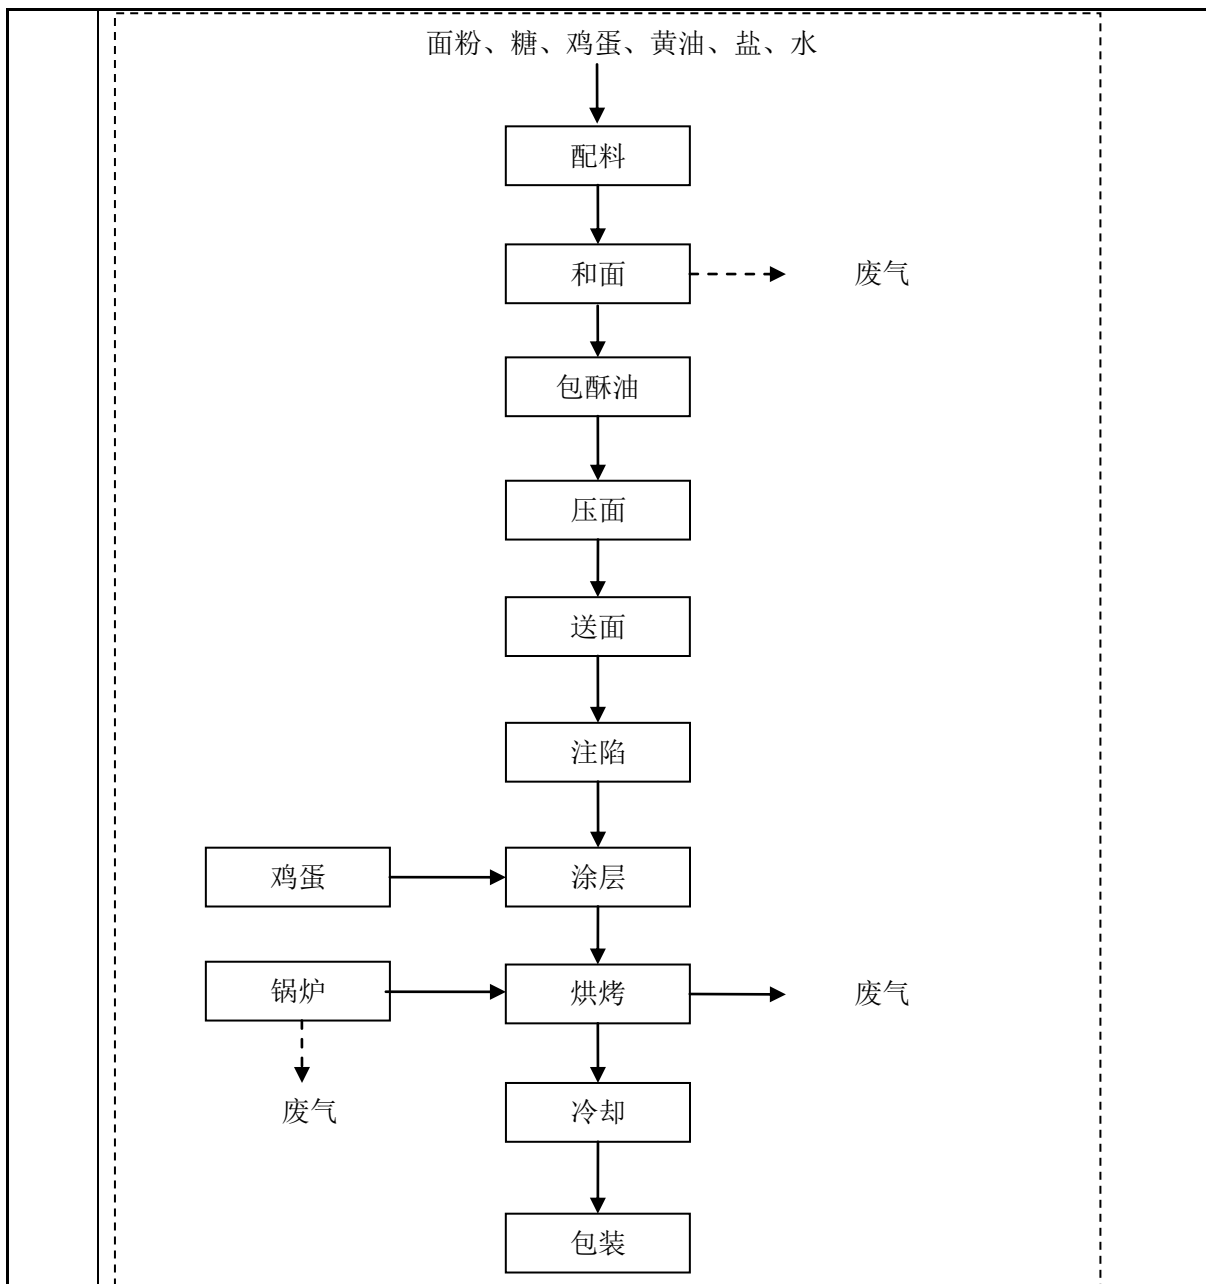 面粉、糖、鸡蛋、黄油、盐、水
配料
和面
废气
包酥油
压面
送面
注陷
鸡蛋
涂层
锅炉
烘烤
废气
废气
冷却
包装